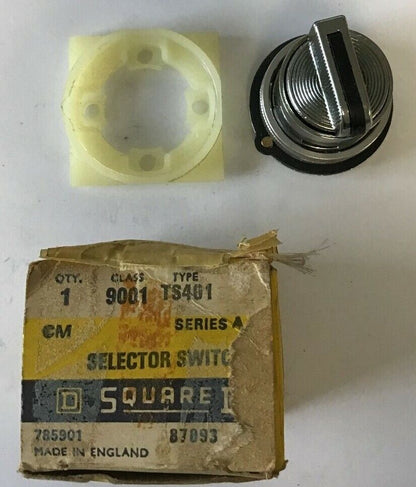 QTY. CLASS TYPE
1 9001 TS401
CM SERIES A
SELECTOR SWITC
D SQUARE
785901 87093
MADE IN ENGLAND